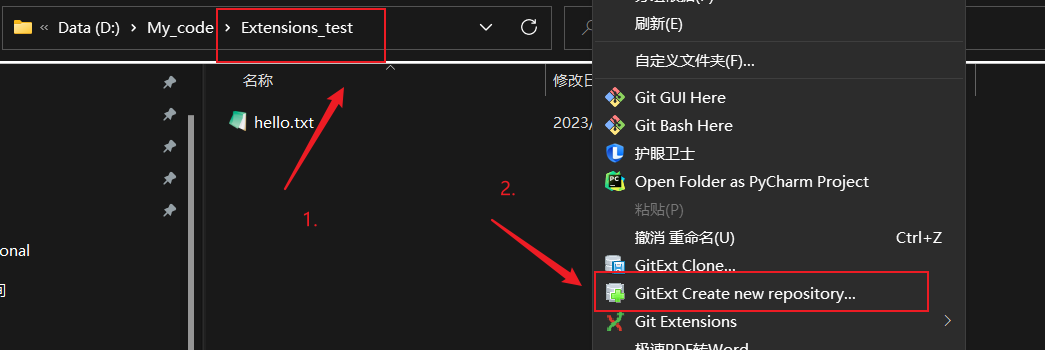 Data (D:) › My_code › Extensions_test
刷新(E)
自定义文件夹(F)...
名称
修改日
Git GUI Here
hello.txt
2023/
Git Bash Here
护眼卫士
Open Folder as PyCharm Project
2.
粘贴(P)
1.
撤消 重命名(U) Ctrl+Z
onal
GitExt Clone...
GitExt Create new repository...
Git Extensions
极速PDF转Word